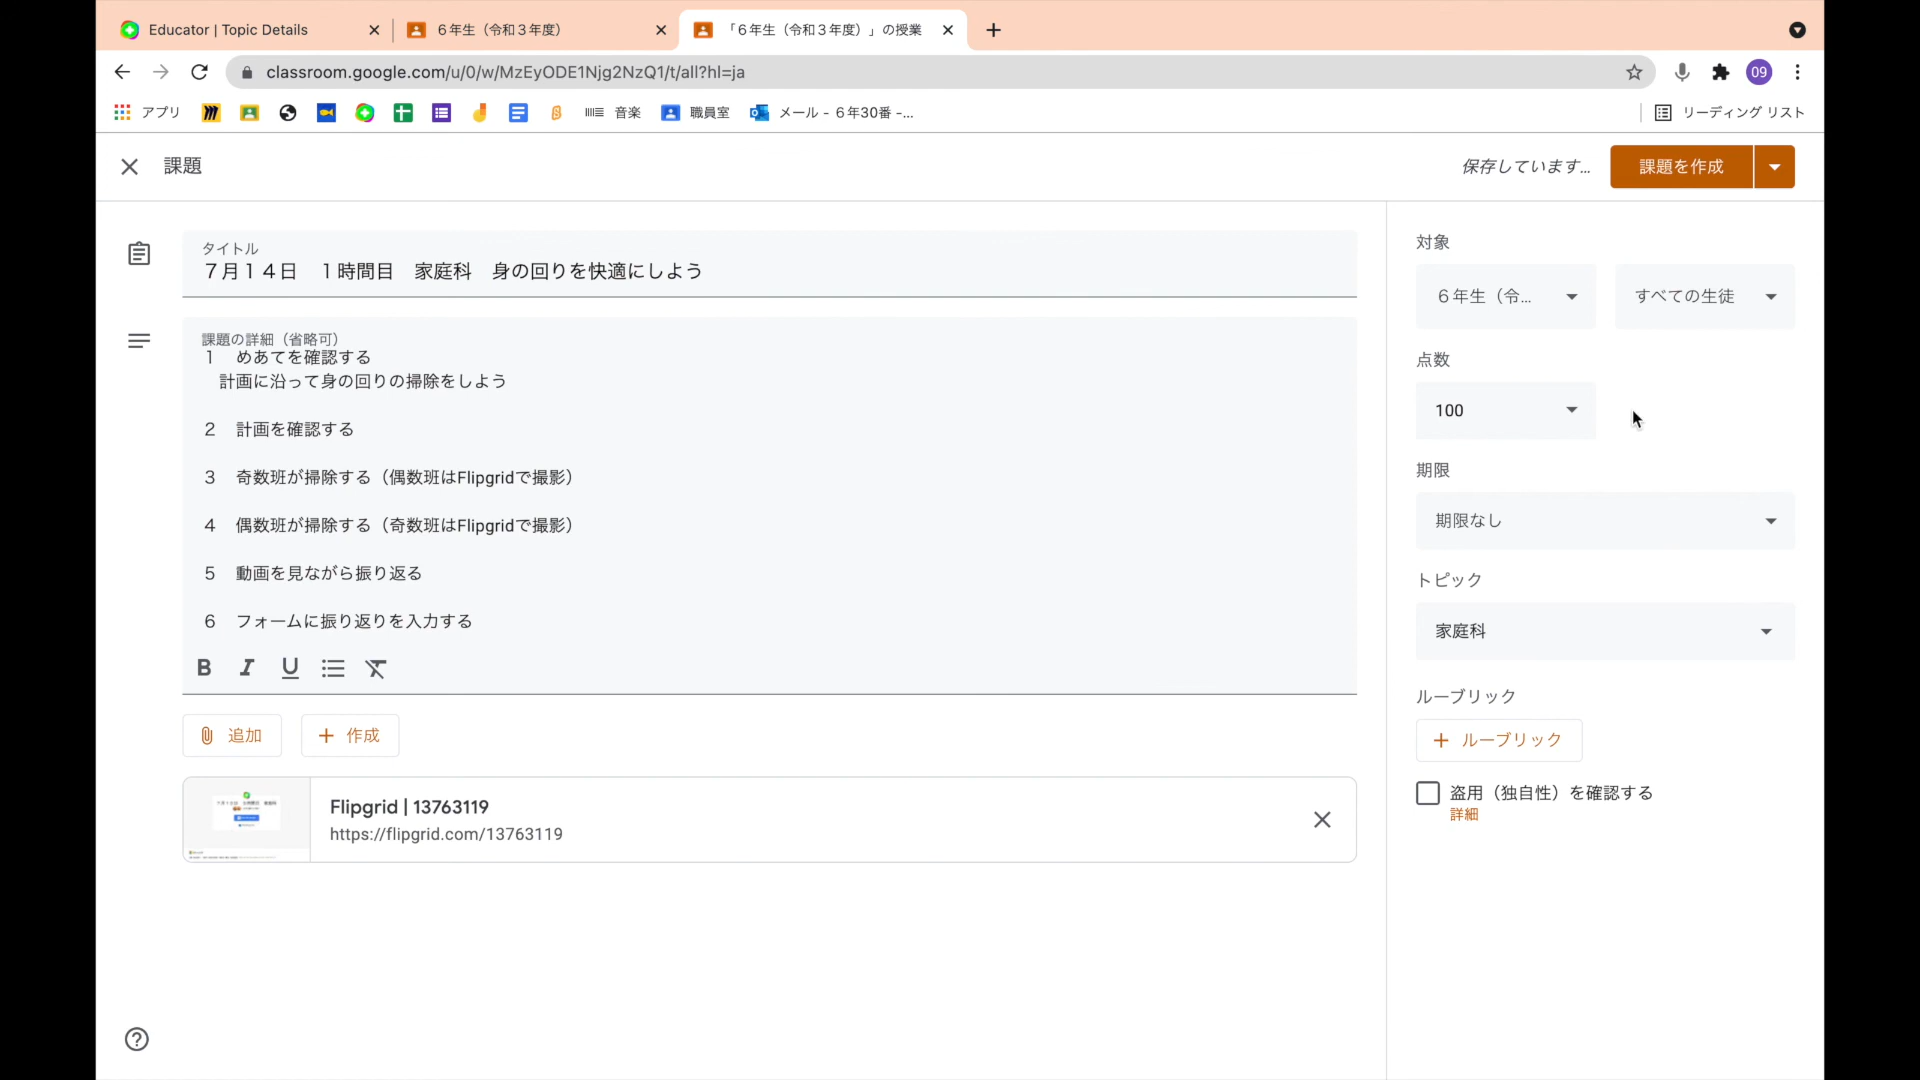 Educator | Topic Details
６年生（令和３年度）
「６年生（令和３年度）」の授業
classroom.google.com/u/0/w/MzEyODE1Njg2NzQ1/t/all?hl=ja
09
アプリ
音楽
職員室
メール - ６年30番 -...
リーディング リスト
課題
保存しています...
課題を作成
タイトル
７月１４日　１時間目　家庭科　身の回りを快適にしよう
課題の詳細（省略可）
１　めあてを確認する
計画に沿って身の回りの掃除をしよう
２　計画を確認する
３　奇数班が掃除する（偶数班はFlipgridで撮影）
４　偶数班が掃除する（奇数班はFlipgridで撮影）
５　動画を見ながら振り返る
６　フォームに振り返りを入力する
B I U
追加
作成
Flipgrid | 13763119
https://flipgrid.com/13763119
対象
６年生（令...
すべての生徒
点数
100
期限
期限なし
トピック
家庭科
ルーブリック
ルーブリック
盗用（独自性）を確認する
詳細